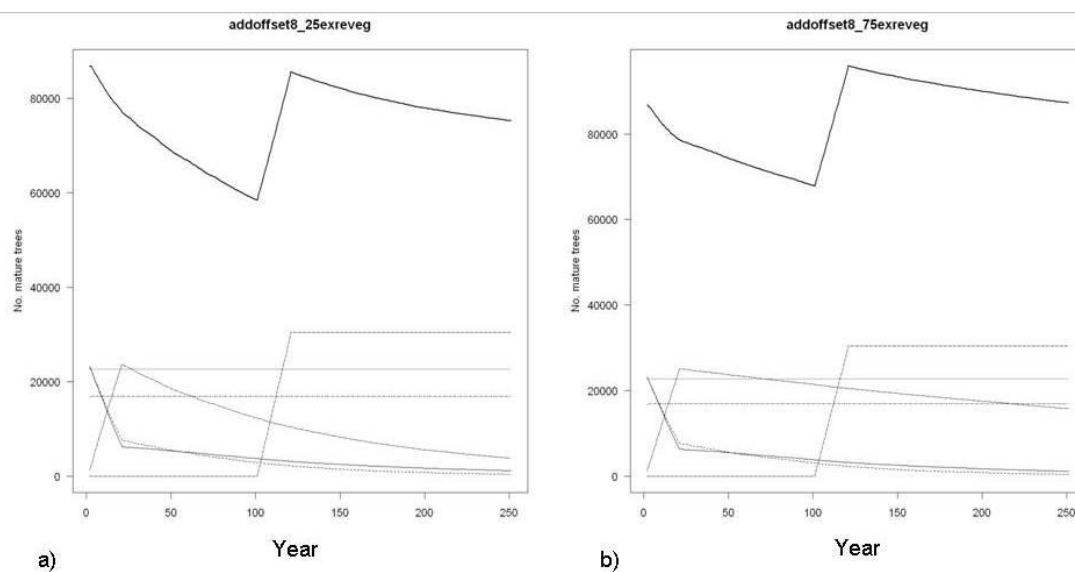 addoffset8_25exreveg
No. mature trees
80000
60000
40000
20000
0
0 50 100 150 200 250
Year
a)
addoffset8_75exreveg
No. mature trees
80000
60000
40000
20000
0
0 50 100 150 200 250
Year
b)